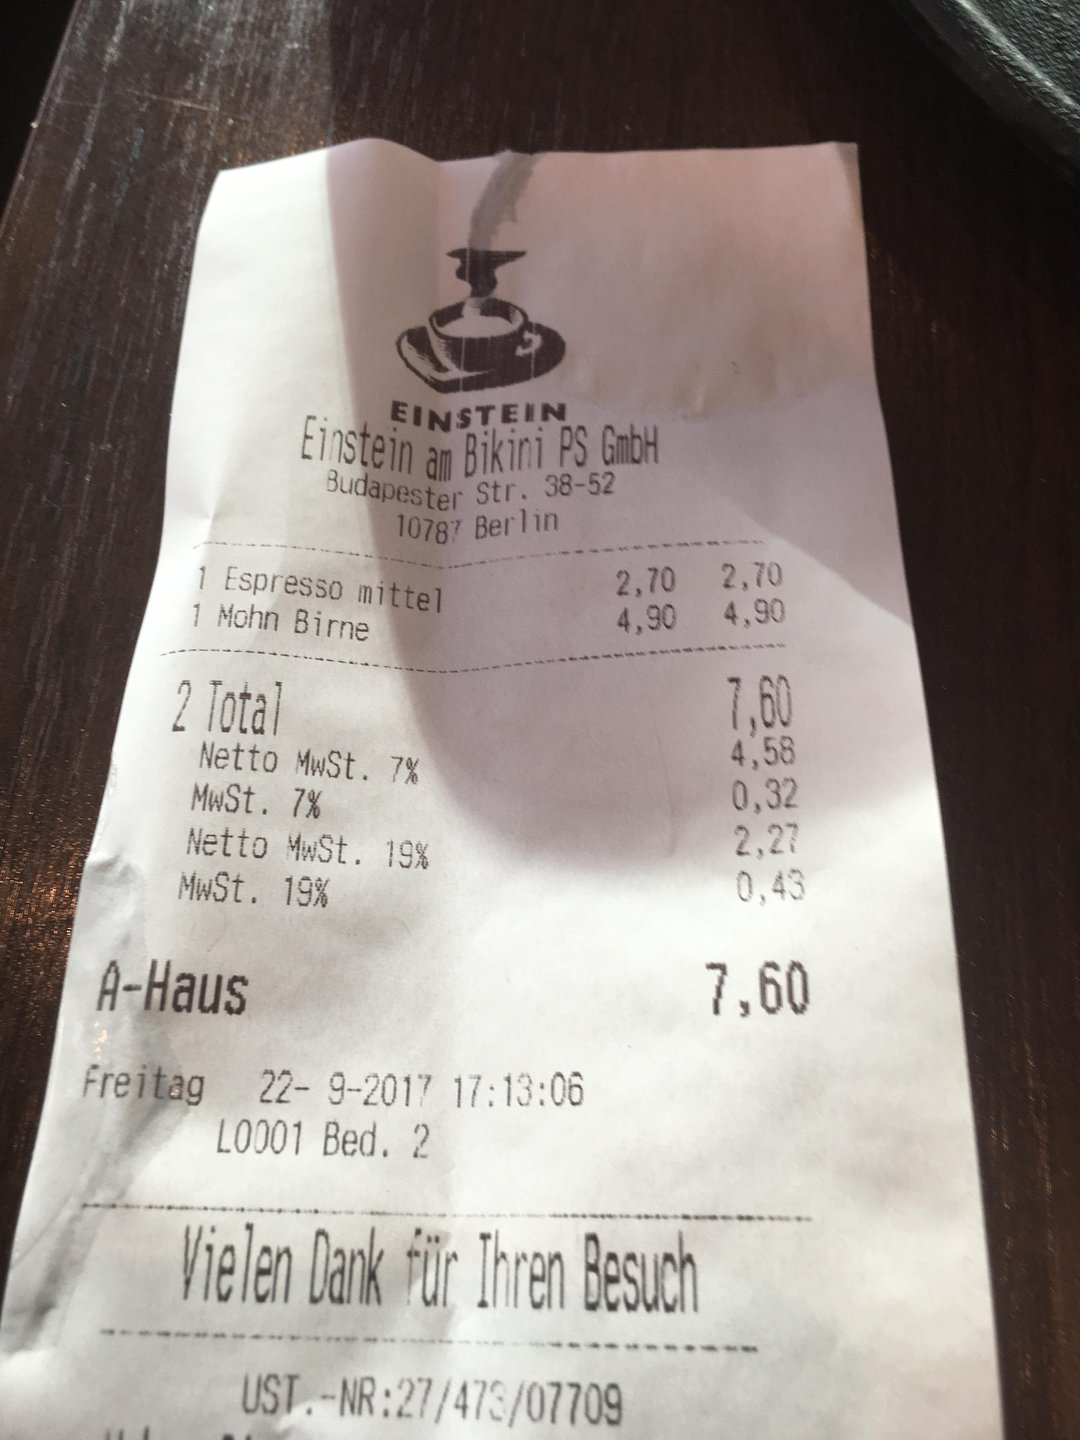 EINSTEIN
Einstein am Bikini PS GmbH
Budapester Str. 38-52
10787 Berlin
1 Espresso mittel 2,70 2,70
1 Mohn Birne 4,90 4,90
2 Total 7,60
Netto MwSt. 7% 4,58
MwSt. 7% 0,32
Netto MwSt. 19% 2,27
MwSt. 19% 0,43
A-Haus 7,60
Freitag 22- 9-2017 17:13:06
L0001 Bed. 2
Vielen Dank für Ihren Besuch
UST.-NR:27/473/07709